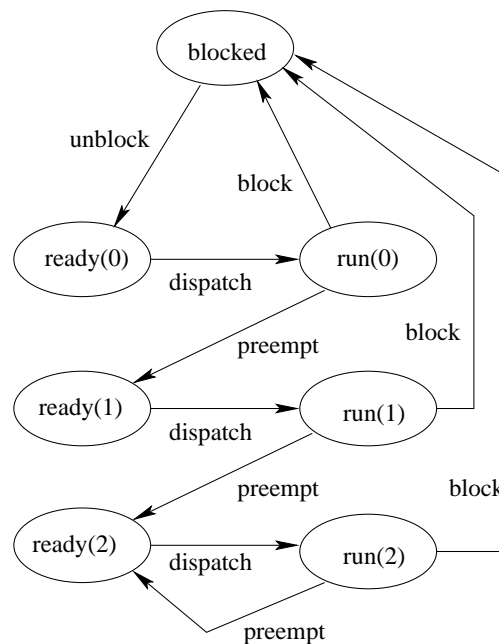 blocked
unblock
block
ready(0)
run(0)
dispatch
preempt
block
ready(1)
run(1)
dispatch
preempt
block
ready(2)
run(2)
dispatch
preempt